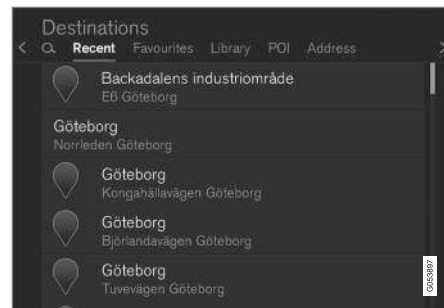 Destinations
Recent Favourites Library POI Address
Backadalens industriområde
E6 Göteborg
Göteborg
Norrleden Göteborg
Göteborg
Kongahällavägen Göteborg
Göteborg
Björlandavägen Göteborg
Göteborg
Tuvevägen Göteborg
G053897